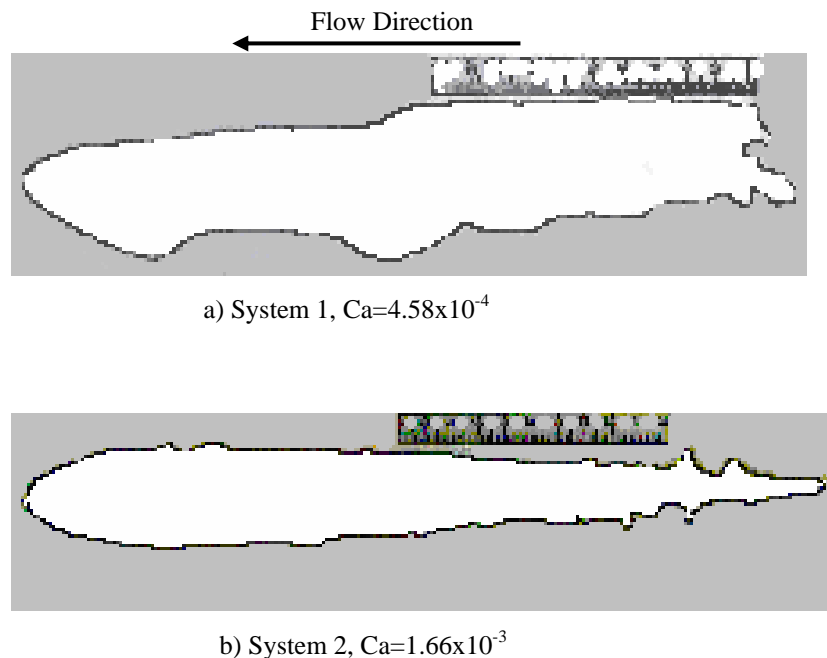 Flow Direction
a) System 1, Ca=4.58x10⁻⁴
b) System 2, Ca=1.66x10⁻³